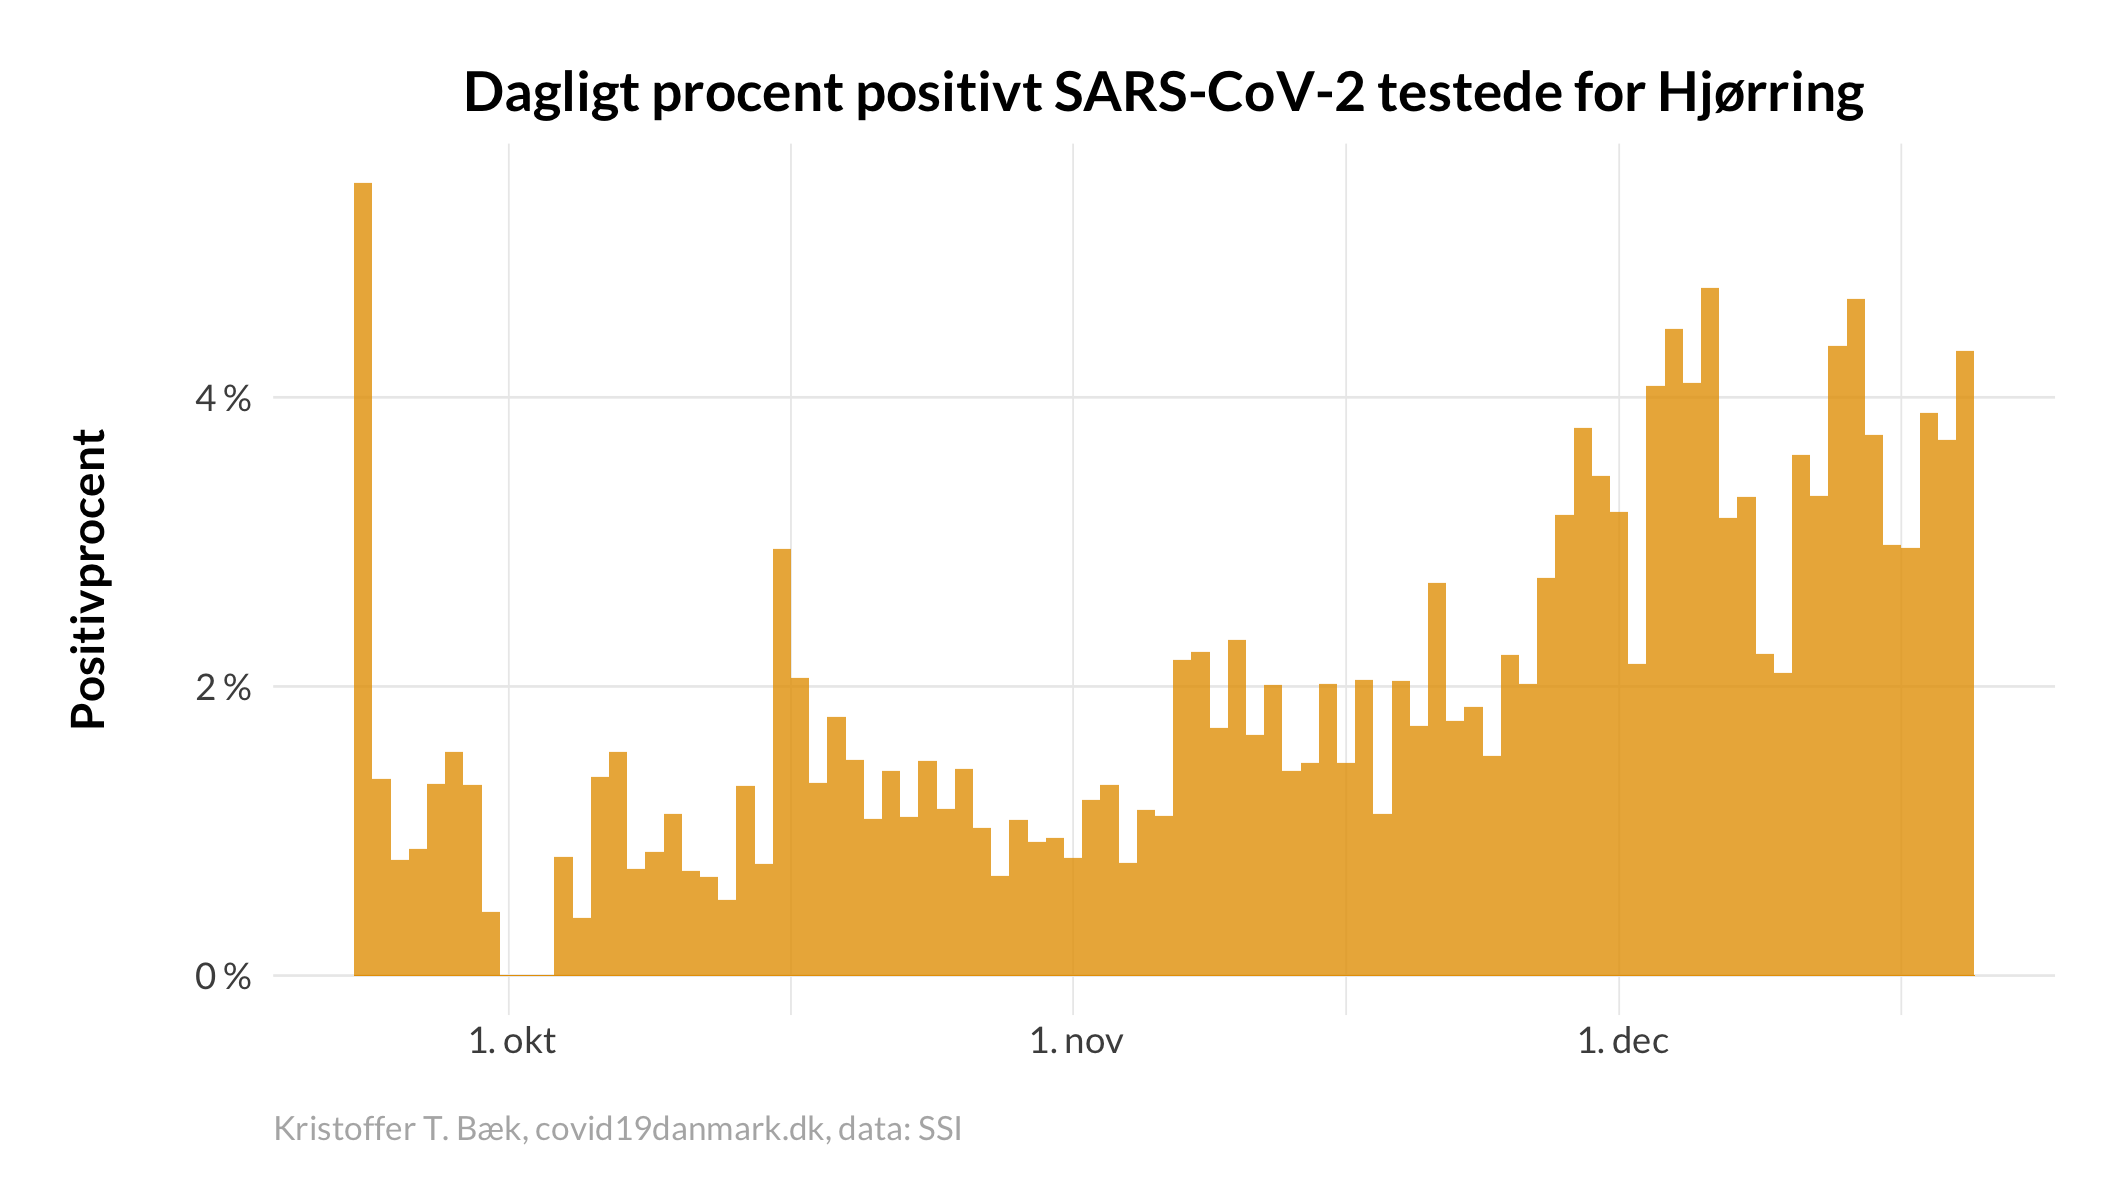 Dagligt procent positivt SARS-CoV-2 testede for Hjørring
Positivprocent
4 %
2 %
0 %
1. okt
1. nov
1. dec
Kristoffer T. Bæk, covid19danmark.dk, data: SSI